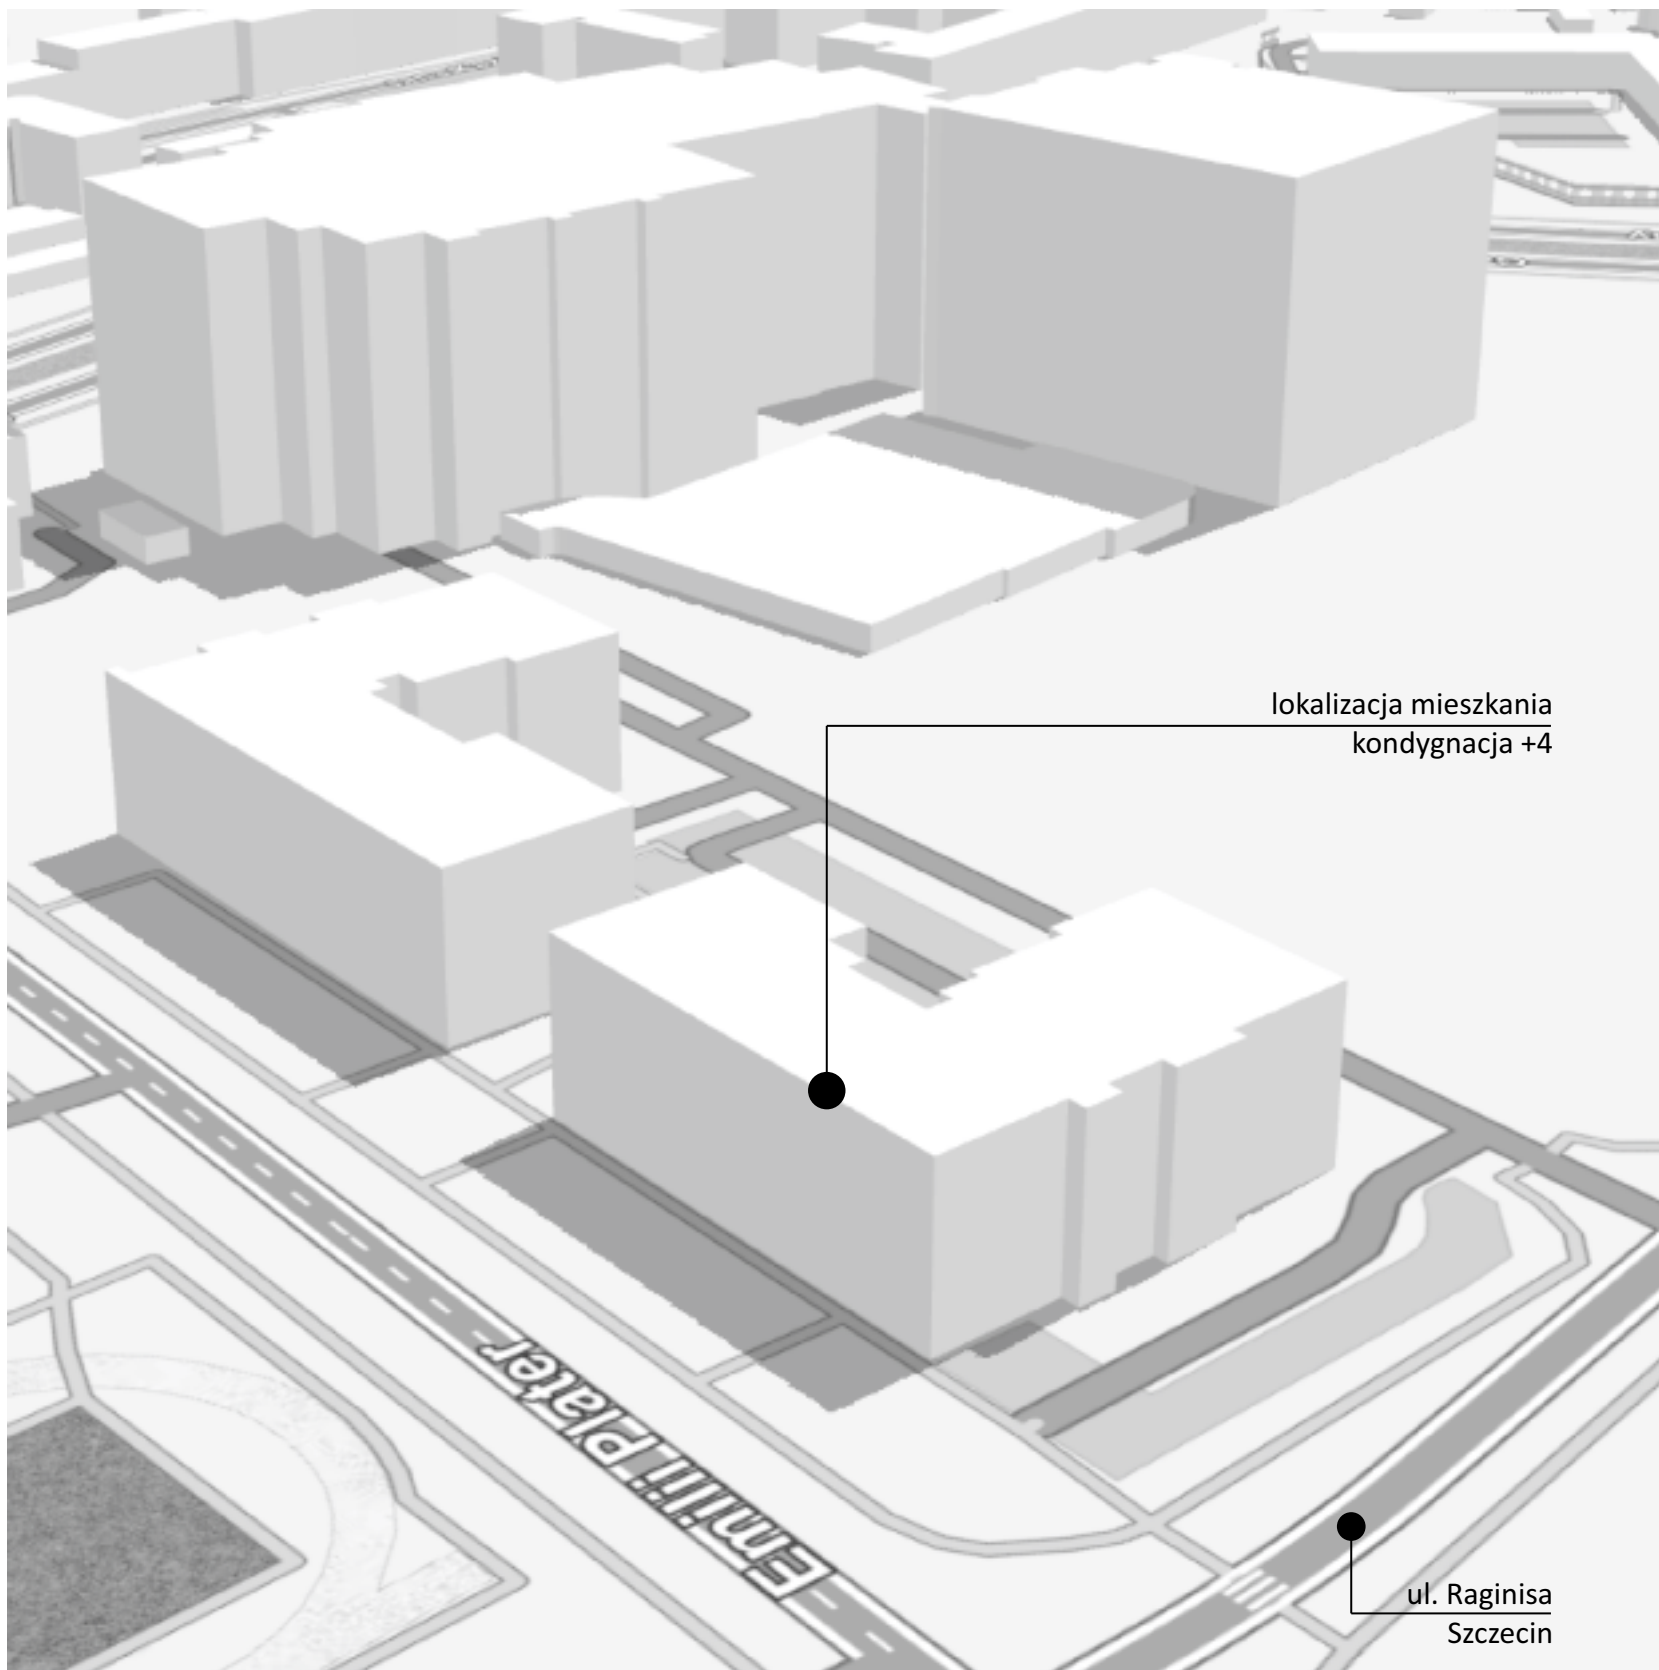 lokalizacja mieszkania
kondygnacja +4
Emilii Plater
ul. Raginisa
Szczecin